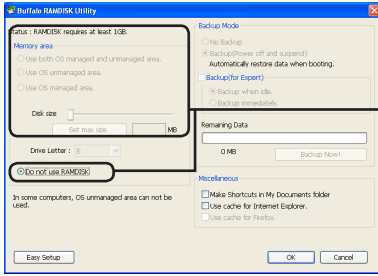 Buffalo RAMDISK Utility
Status : RAMDISK requires at least 1GB.
Memory area
Use both OS managed and unmanaged area.
Use OS unmanaged area.
Use OS managed area.
Disk size
Set max size.
MB
Drive Letter : E
Do not use RAMDISK
In some computers, OS unmanaged area can not be
used.
Easy Setup
Backup Mode
No Backup
Backup(Power off and suspend)
Automatically restore data when booting.
Backup(for Expert)
Backup when idle.
Backup immediately.
Remaining Data
0 MB
Backup Now!
Miscellaneous
Make Shortcuts in My Documents folder
Use cache for Internet Explorer.
Use cache for Firefox.
OK
Cancel